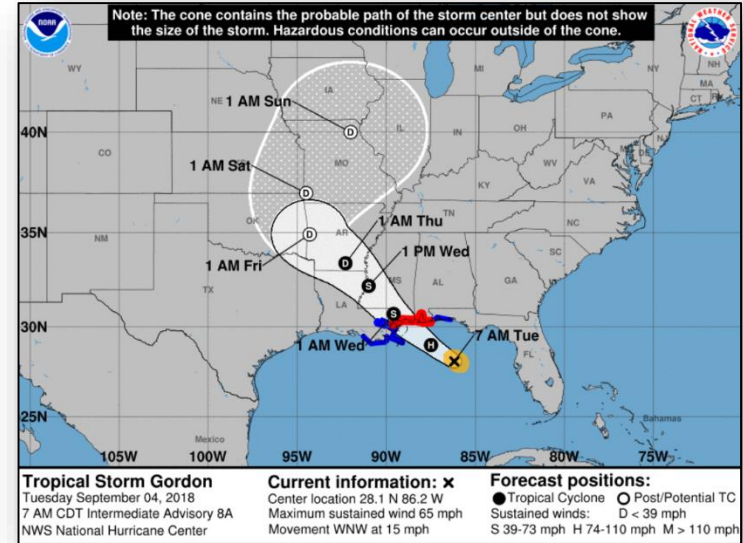 Note: The cone contains the probable path of the storm center but does not show
the size of the storm. Hazardous conditions can occur outside of the cone.
NOAA
WY
IA
MI
NY
NH
MA
CT
RI
NE
1 AM Sun
IL
IN
OH
PA
NJ
40N
D
CO
MO
WV
VA
1 AM Sat
KY
D
1 AM Thu
TN
NC
35N
OK
D
AR
NM
D
1 PM Wed
SC
1 AM Fri
S
MS
AL
GA
TX
LA
S
30N
1 AM Wed
H
7 AM Tue
FL
25N
Bahamas
Mexico
105W
100W
95W
90W
85W
80W
75W
Tropical Storm Gordon
Tuesday September 04, 2018
7 AM CDT Intermediate Advisory 8A
NWS National Hurricane Center
Current information: x
Center location 28.1 N 86.2 W
Maximum sustained wind 65 mph
Movement WNW at 15 mph
Forecast positions:
Tropical Cyclone Post/Potential TC
Sustained winds: D < 39 mph
S 39-73 mph H 74-110 mph M > 110 mph